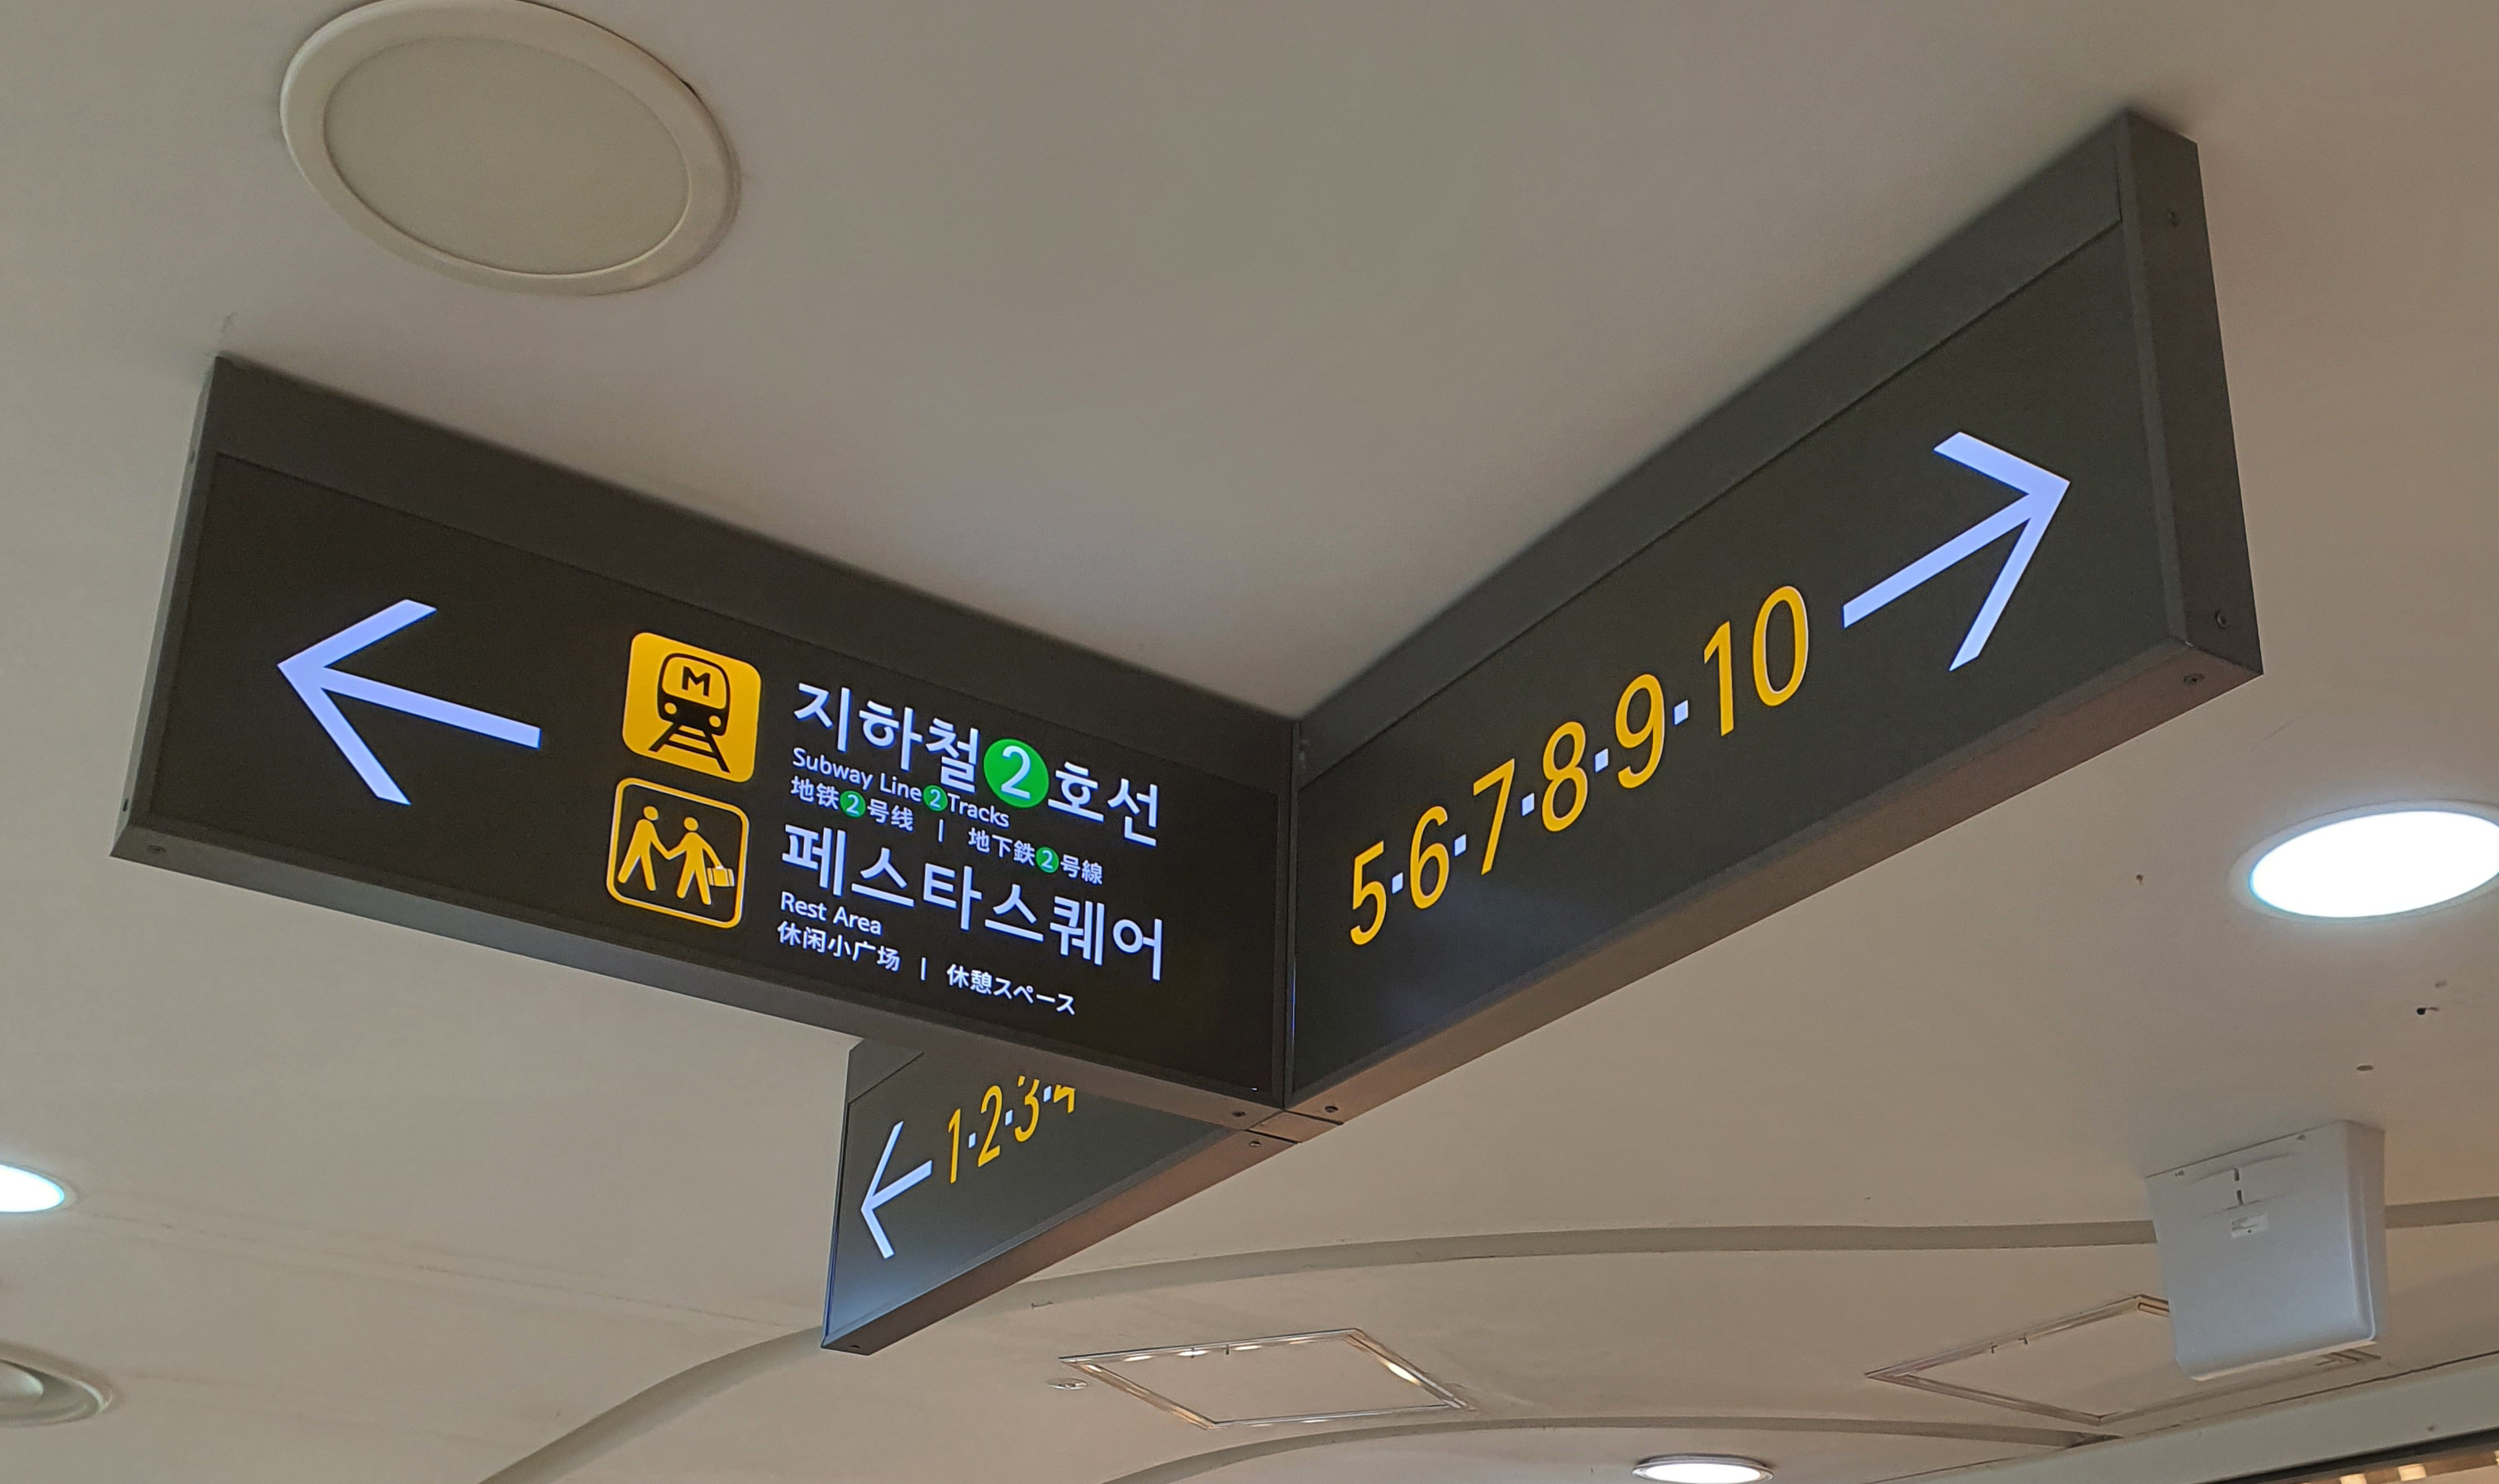 M
지하철2호선
Subway Line 2 Tracks
地铁2号线 | 地下鉄2号線
페스타스퀘어
Rest Area
休闲小广场 | 休憩スペース
5·6·7·8·9·10
1·2·3·4